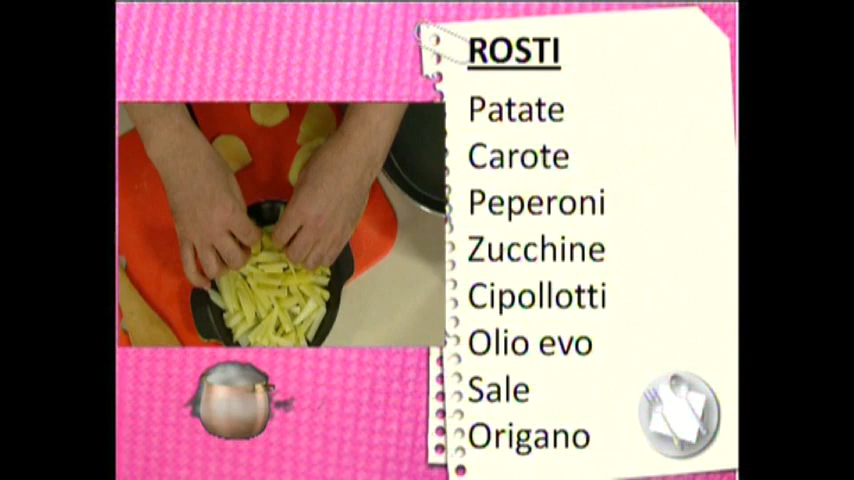 ROSTI
Patate
Carote
Peperoni
Zucchine
Cipollotti
Olio evo
Sale
Origano